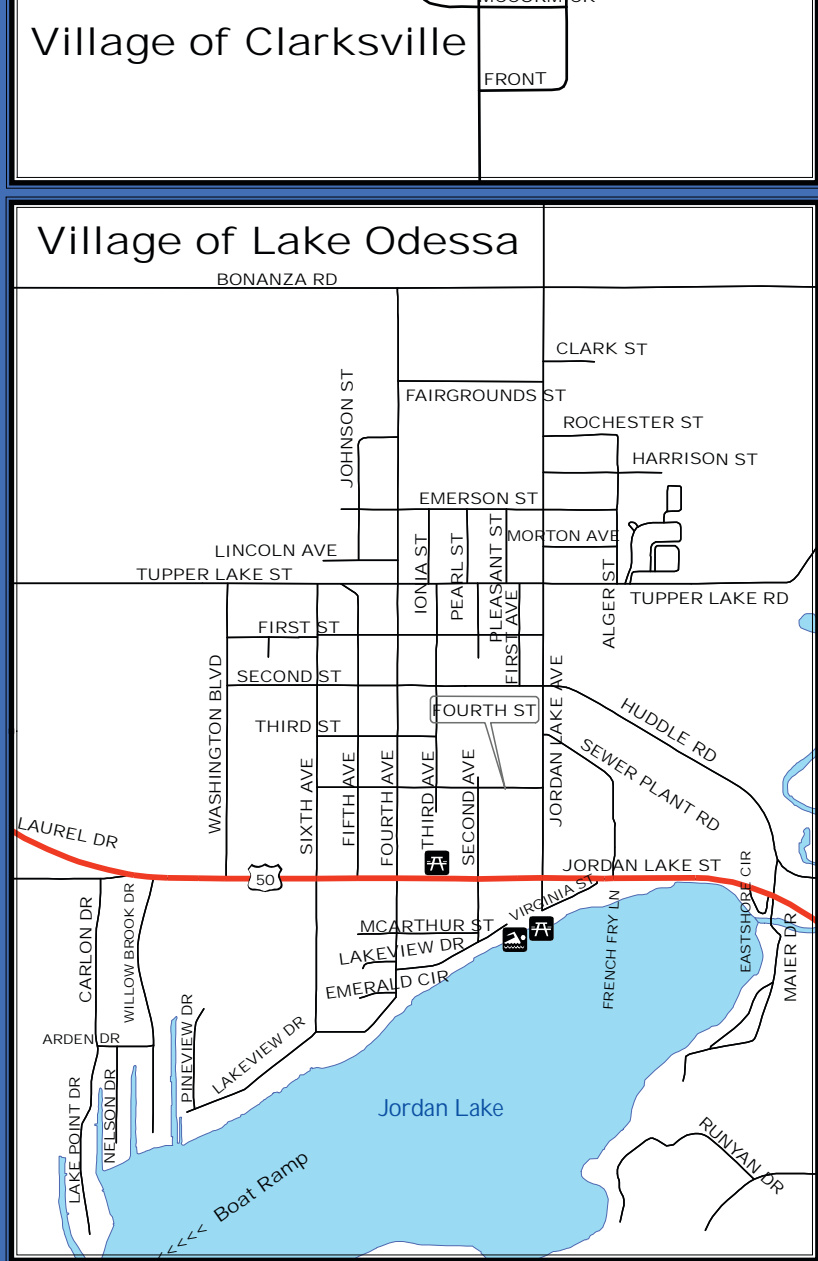 MCCORMICK
Village of Clarksville
FRONT
Village of Lake Odessa
BONANZA RD
CLARK ST
JOHNSON ST
FAIRGROUNDS ST
ROCHESTER ST
HARRISON ST
EMERSON ST
MORTON AVE
LINCOLN AVE
IONIA ST
PEARL ST
PLEASANT ST
TUPPER LAKE ST
ALGER ST
TUPPER LAKE RD
FIRST ST
FIRST AVE
SECOND ST
WASHINGTON BLVD
JORDAN LAKE AVE
FOURTH ST
HUDDLE RD
THIRD ST
SEWER PLANT RD
SIXTH AVE
FIFTH AVE
FOURTH AVE
THIRD AVE
SECOND AVE
LAUREL DR
50
JORDAN LAKE ST
CARLON DR
WILLOW BROOK DR
VIRGINIA ST
FRENCH FRY LN
EASTSHORE CIR
MAIER DR
MCARTHUR ST
LAKEVIEW DR
EMERALD CIR
PINEVIEW DR
LAKEVIEW DR
ARDEN DR
LAKE POINT DR
NELSON DR
Jordan Lake
RUNYAN DR
<<<<< Boat Ramp